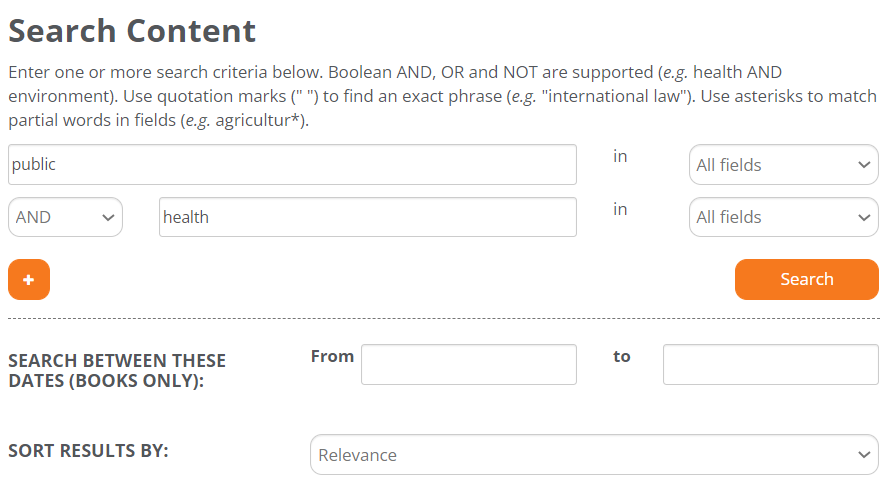 Search Content
Enter one or more search criteria below. Boolean AND, OR and NOT are supported (e.g. health AND
environment). Use quotation marks (" ") to find an exact phrase (e.g. "international law"). Use asterisks to match
partial words in fields (e.g. agricultur*).
public in All fields
AND health in All fields
+ Search
SEARCH BETWEEN THESE
DATES (BOOKS ONLY):
From to
SORT RESULTS BY: Relevance